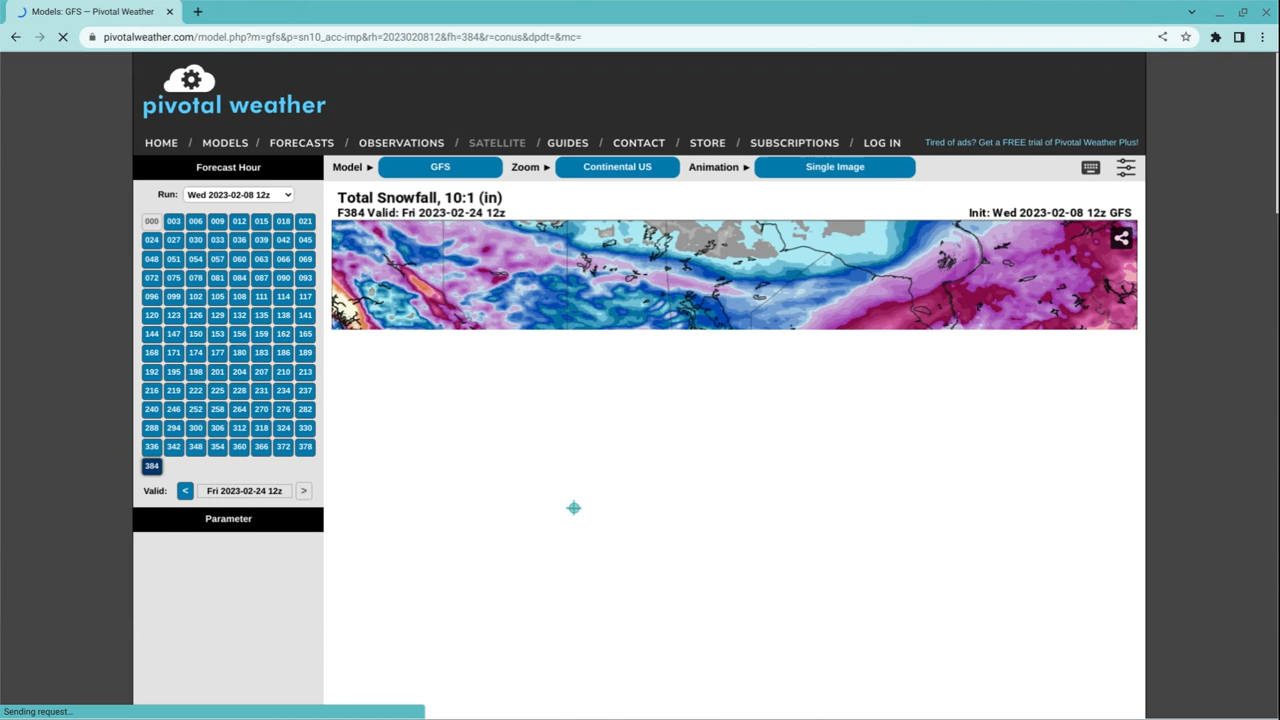 Models: GFS — Pivotal Weather
pivotalweather.com/model.php?m=gfs&p=sn10_acc-imp&rh=2023020812&fh=384&r=conus&dpdt=&mc=
pivotal weather
HOME / MODELS / FORECASTS / OBSERVATIONS / SATELLITE / GUIDES / CONTACT / STORE / SUBSCRIPTIONS / LOG IN
Tired of ads? Get a FREE trial of Pivotal Weather Plus!
Forecast Hour
Model ► GFS Zoom ► Continental US Animation ► Single Image
Run: Wed 2023-02-08 12z
000 003 006 009 012 015 018 021
024 027 030 033 036 039 042 045
048 051 054 057 060 063 066 069
072 075 078 081 084 087 090 093
096 099 102 105 108 111 114 117
120 123 126 129 132 135 138 141
144 147 150 153 156 159 162 165
168 171 174 177 180 183 186 189
192 195 198 201 204 207 210 213
216 219 222 225 228 231 234 237
240 246 252 258 264 270 276 282
288 294 300 306 312 318 324 330
336 342 348 354 360 366 372 378
384
Valid: < Fri 2023-02-24 12z >
Parameter
Total Snowfall, 10:1 (in)
F384 Valid: Fri 2023-02-24 12z
Init: Wed 2023-02-08 12z GFS
Sending request...